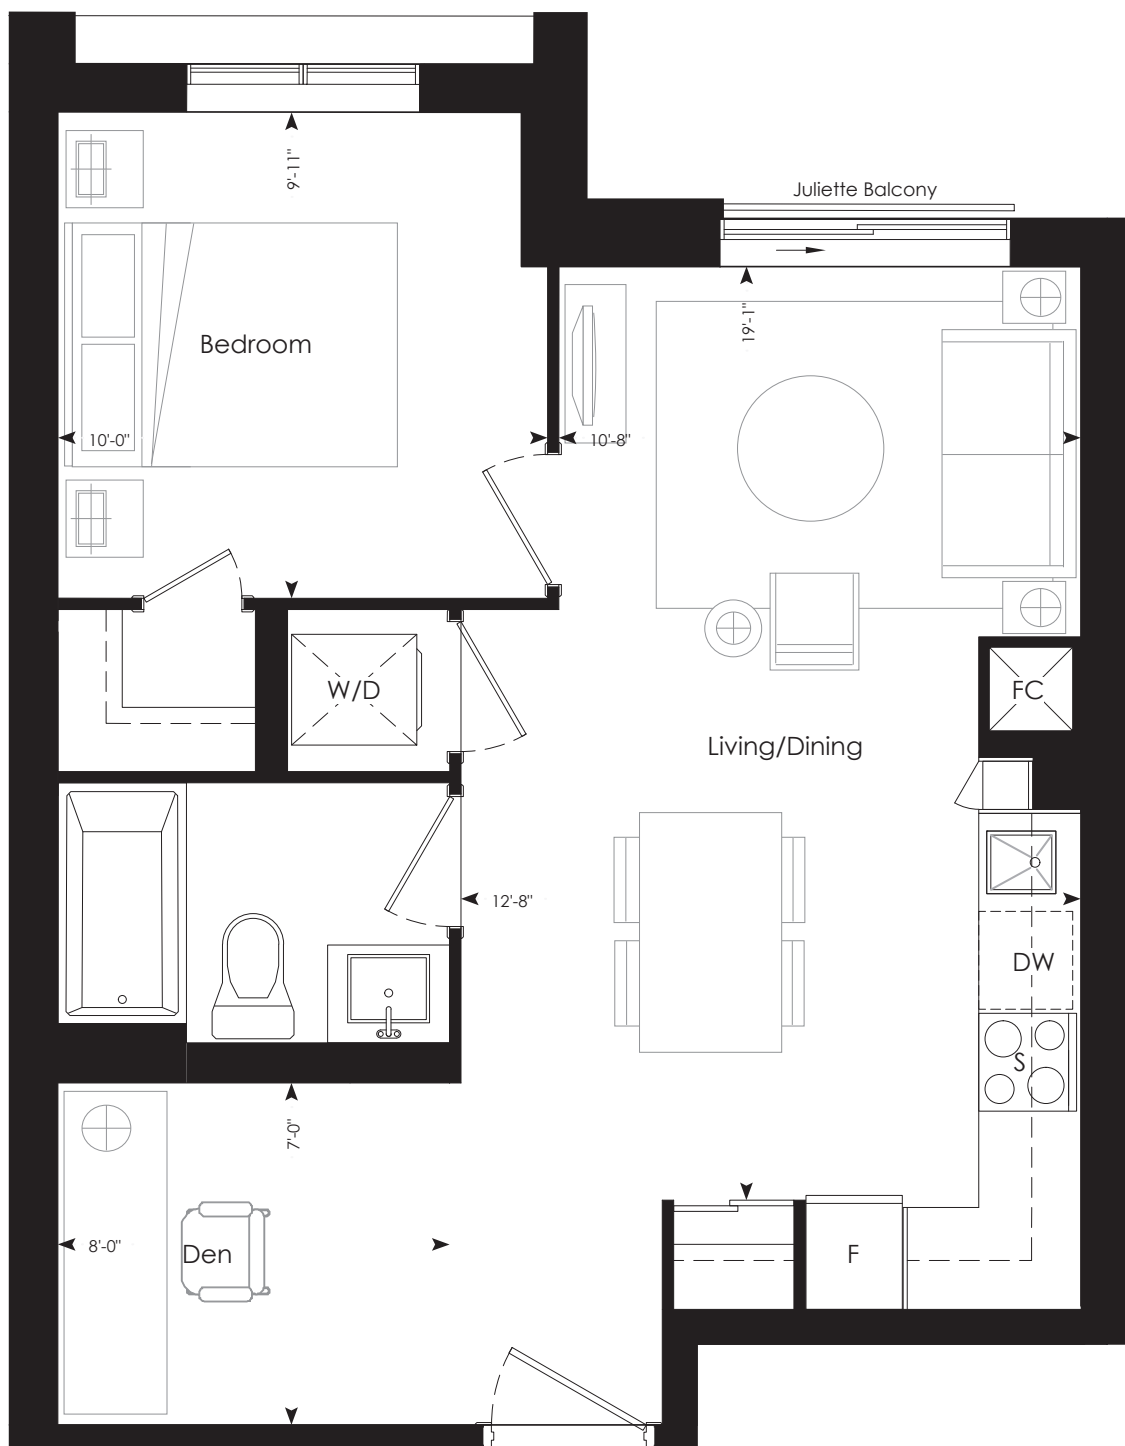 9'-11"
Juliette Balcony
19'-1"
Bedroom
10'-0"
10'-8"
W/D
FC
Living/Dining
12'-8"
DW
S
7'-0"
8'-0"
Den
F